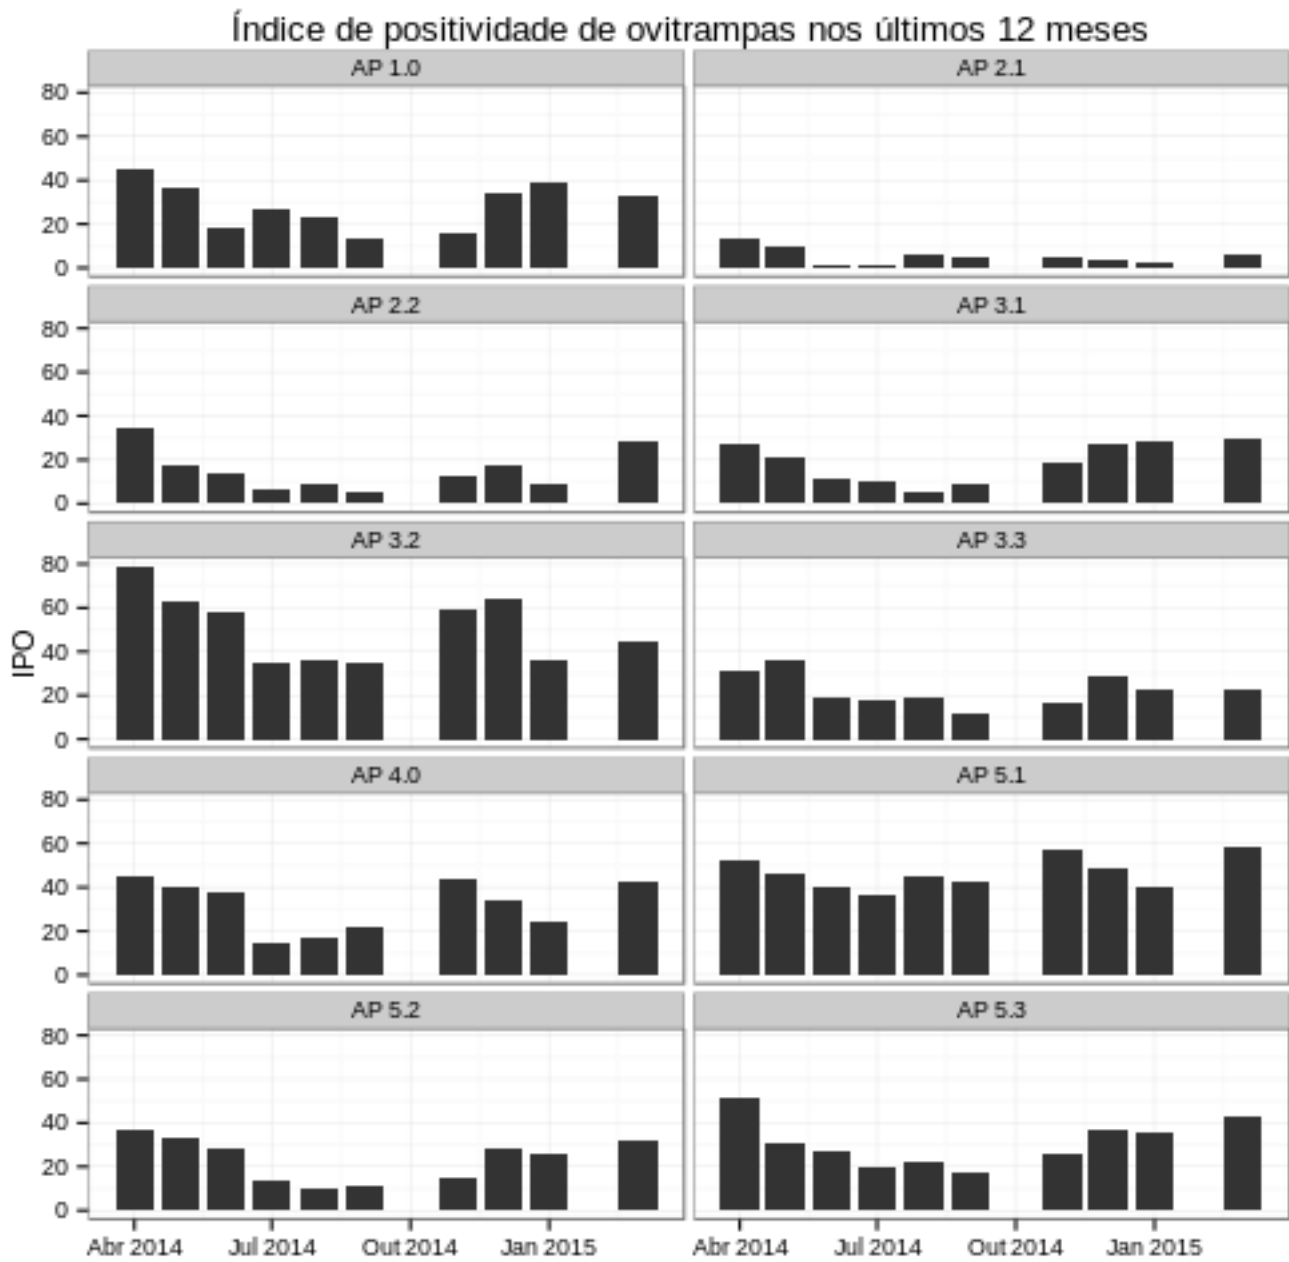 Índice de positividade de ovitrampas nos últimos 12 meses
AP 1.0
AP 2.1
80
60
40
20
0
AP 2.2
AP 3.1
80
60
40
20
0
AP 3.2
AP 3.3
80
60
40
20
0
IPO
AP 4.0
AP 5.1
80
60
40
20
0
AP 5.2
AP 5.3
80
60
40
20
0
Abr 2014 Jul 2014 Out 2014 Jan 2015
Abr 2014 Jul 2014 Out 2014 Jan 2015